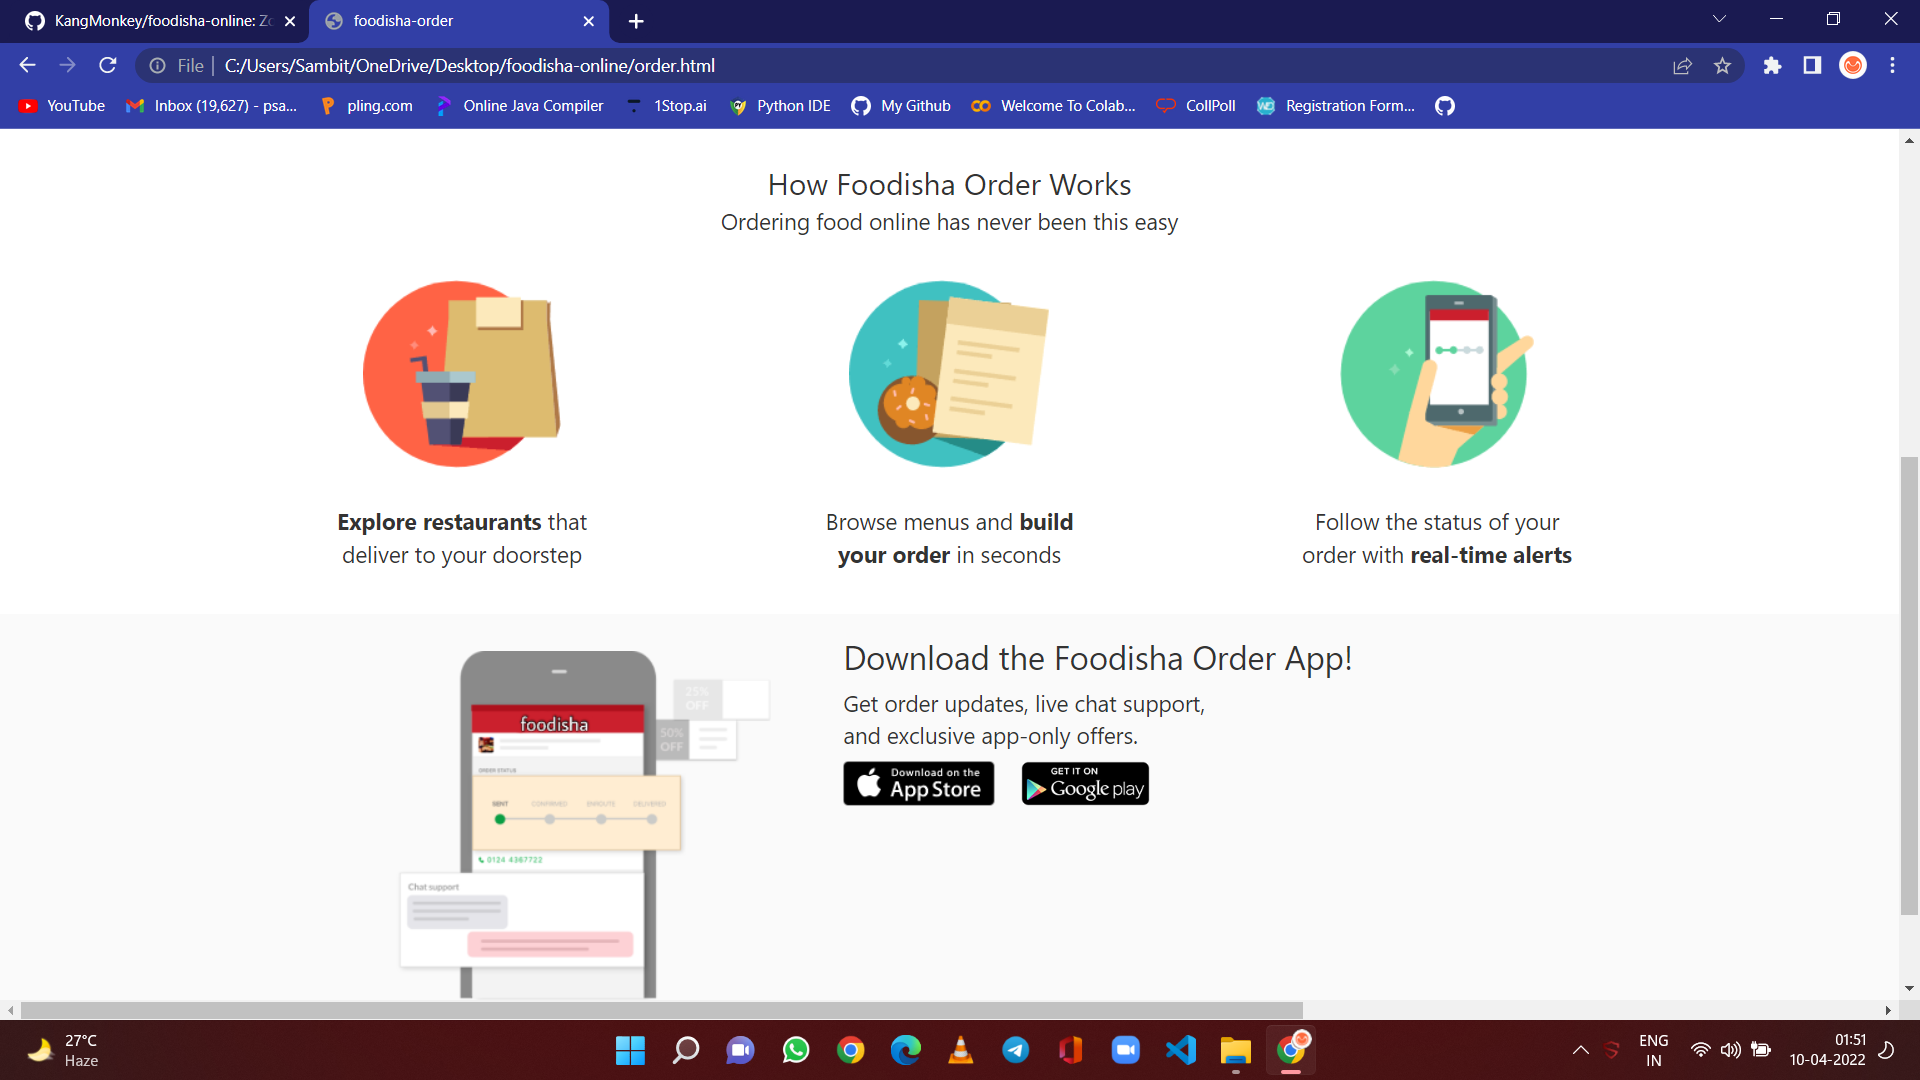 KangMonkey/foodisha-online: Zo
foodisha-order
File
C:/Users/Sambit/OneDrive/Desktop/foodisha-online/order.html
YouTube
Inbox (19,627) - psa...
pling.com
Online Java Compiler
1Stop.ai
Python IDE
My Github
Welcome To Colab...
CollPoll
Registration Form...
How Foodisha Order Works
Ordering food online has never been this easy
Explore restaurants that
deliver to your doorstep
Browse menus and build
your order in seconds
Follow the status of your
order with real-time alerts
25%
OFF
foodisha
50%
OFF
ORDER STATUS
SENT
CONFIRMED
ENROUTE
DELIVERED
0124 4367722
Chat support
Download the Foodisha Order App!
Get order updates, live chat support,
and exclusive app-only offers.
Download on the
App Store
GET IT ON
Google play
27°C
Haze
ENG
IN
01:51
10-04-2022